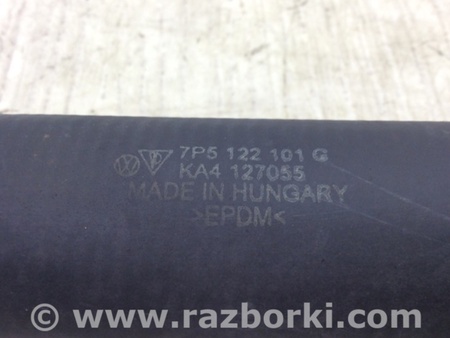 7P5 122 101 G
KA4 127055
MADE IN HUNGARY
>EPDM<
© www.razborki.com